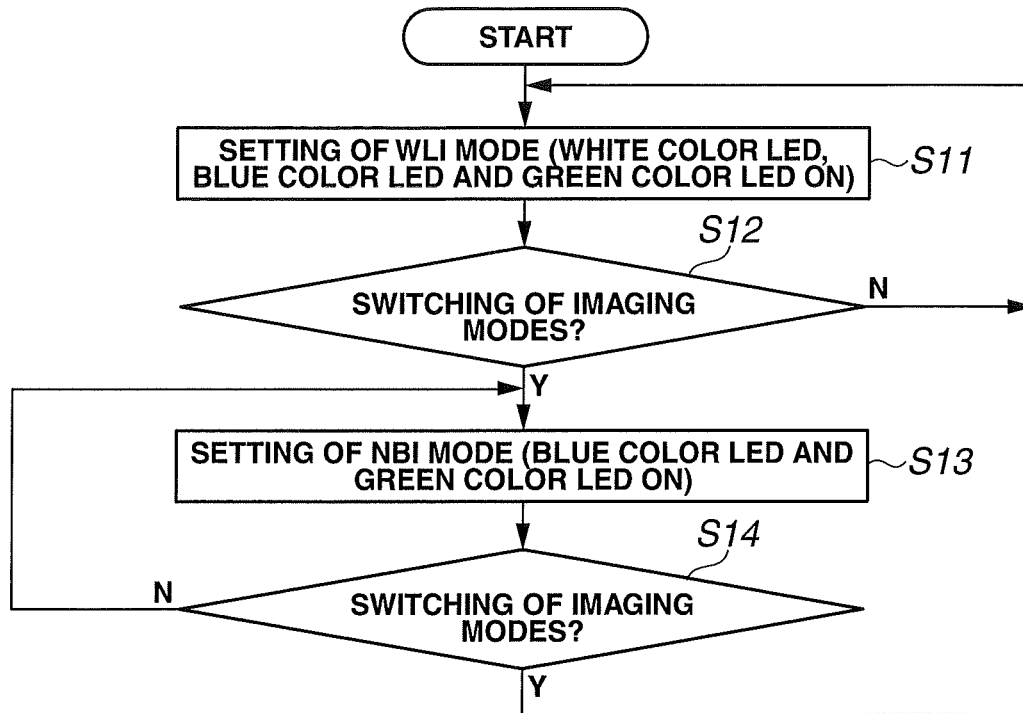 START
SETTING OF WLI MODE (WHITE COLOR LED,
BLUE COLOR LED AND GREEN COLOR LED ON)
S11
S12
SWITCHING OF IMAGING
MODES?
N
Y
SETTING OF NBI MODE (BLUE COLOR LED AND
GREEN COLOR LED ON)
S13
S14
N
SWITCHING OF IMAGING
MODES?
Y